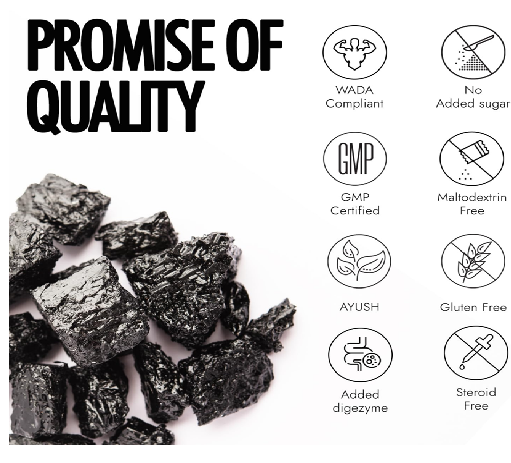 PROMISE OF
QUALITY
WADA
Compliant
No
Added sugar
GMP
GMP
Certified
Maltodextrin
Free
AYUSH
Gluten Free
Added
digezyme
Steroid
Free